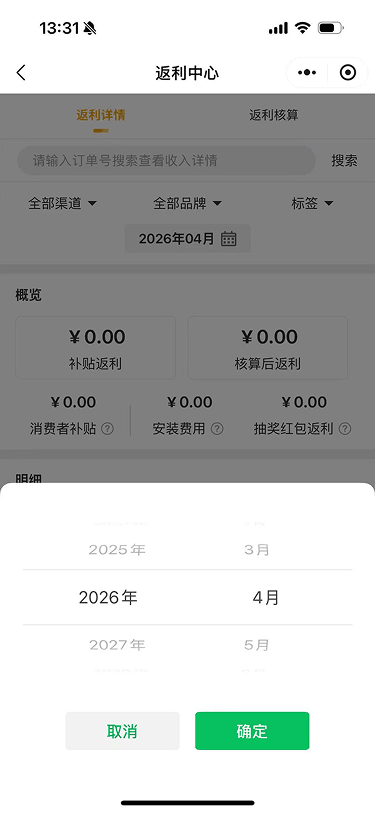 13:31
返利中心
返利详情
返利核算
请输入订单号搜索查看收入详情
搜索
全部渠道
全部品牌
标签
2026年04月
概览
¥0.00
补贴返利
¥0.00
核算后返利
¥0.00
消费者补贴
¥0.00
安装费用
¥0.00
抽奖红包返利
明细
2025年 3月
2026年 4月
2027年 5月
取消
确定